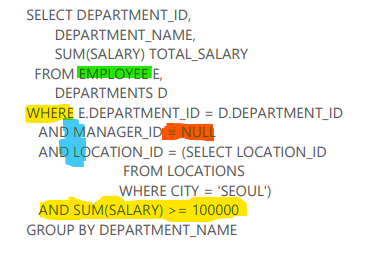 SELECT DEPARTMENT_ID,
DEPARTMENT_NAME,
SUM(SALARY) TOTAL_SALARY
FROM EMPLOYEE E,
DEPARTMENTS D
WHERE E.DEPARTMENT_ID = D.DEPARTMENT_ID
AND MANAGER_ID = NULL
AND LOCATION_ID = (SELECT LOCATION_ID
FROM LOCATIONS
WHERE CITY = 'SEOUL')
AND SUM(SALARY) >= 100000
GROUP BY DEPARTMENT_NAME